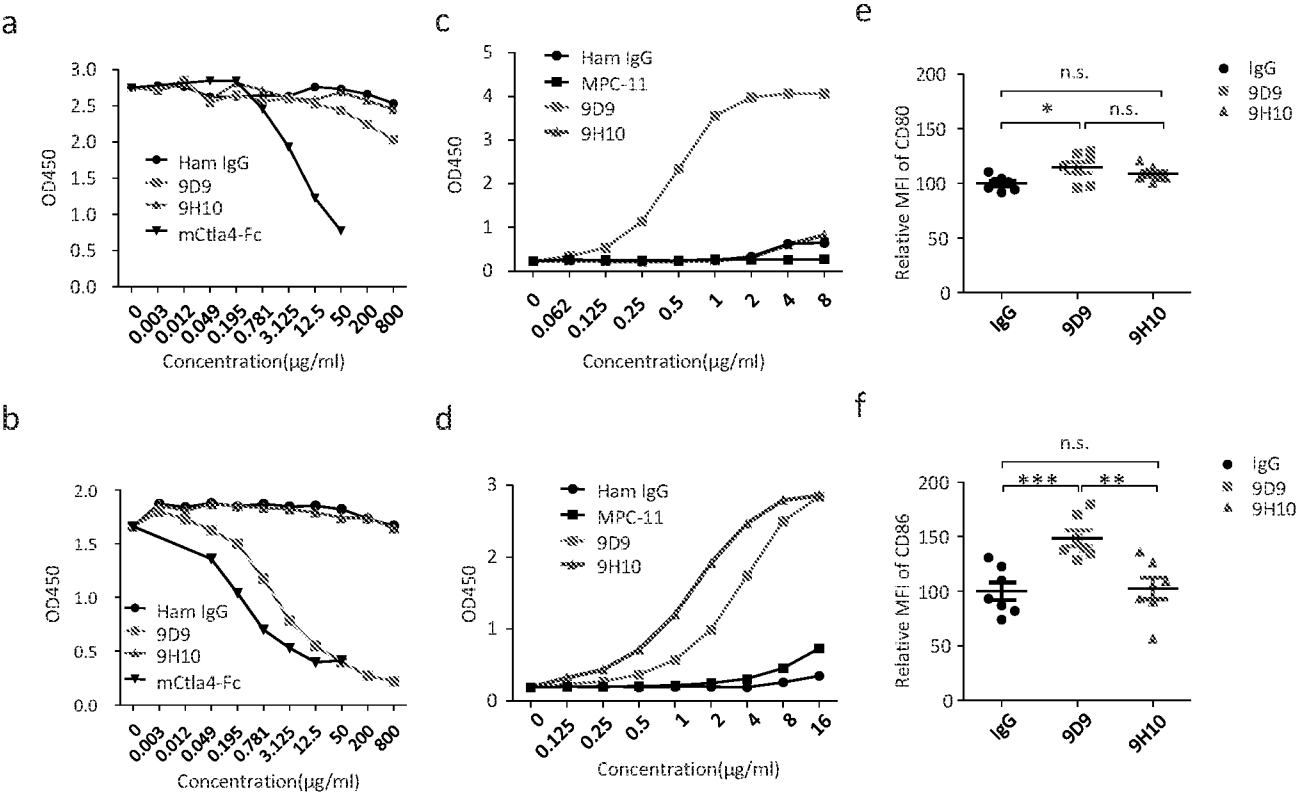 a
3.0
2.5
2.0
1.5
1.0
0.5
0.0
OD450
Ham IgG
9D9
9H10
mCtla4-Fc
0 0.003 0.012 0.049 0.195 0.781 3.125 12.5 50 200 800
Concentration(µg/ml)
b
2.0
1.5
1.0
0.5
0.0
OD450
Ham IgG
9D9
9H10
mCtla4-Fc
0 0.003 0.012 0.049 0.195 0.781 3.125 12.5 50 200 800
Concentration(µg/ml)
c
5
4
3
2
1
0
OD450
Ham IgG
MPC-11
9D9
9H10
0 0.062 0.125 0.25 0.5 1 2 4 8
Concentration(µg/ml)
d
3
2
1
0
OD450
Ham IgG
MPC-11
9D9
9H10
0 0.125 0.25 0.5 1 2 4 8 16
Concentration(µg/ml)
e
200
150
100
50
0
Relative MFI of CD80
n.s.
* n.s.
IgG
9D9
9H10
IgG 9D9 9H10
f
200
150
100
50
0
Relative MFI of CD86
n.s.
*** **
IgG
9D9
9H10
IgG 9D9 9H10